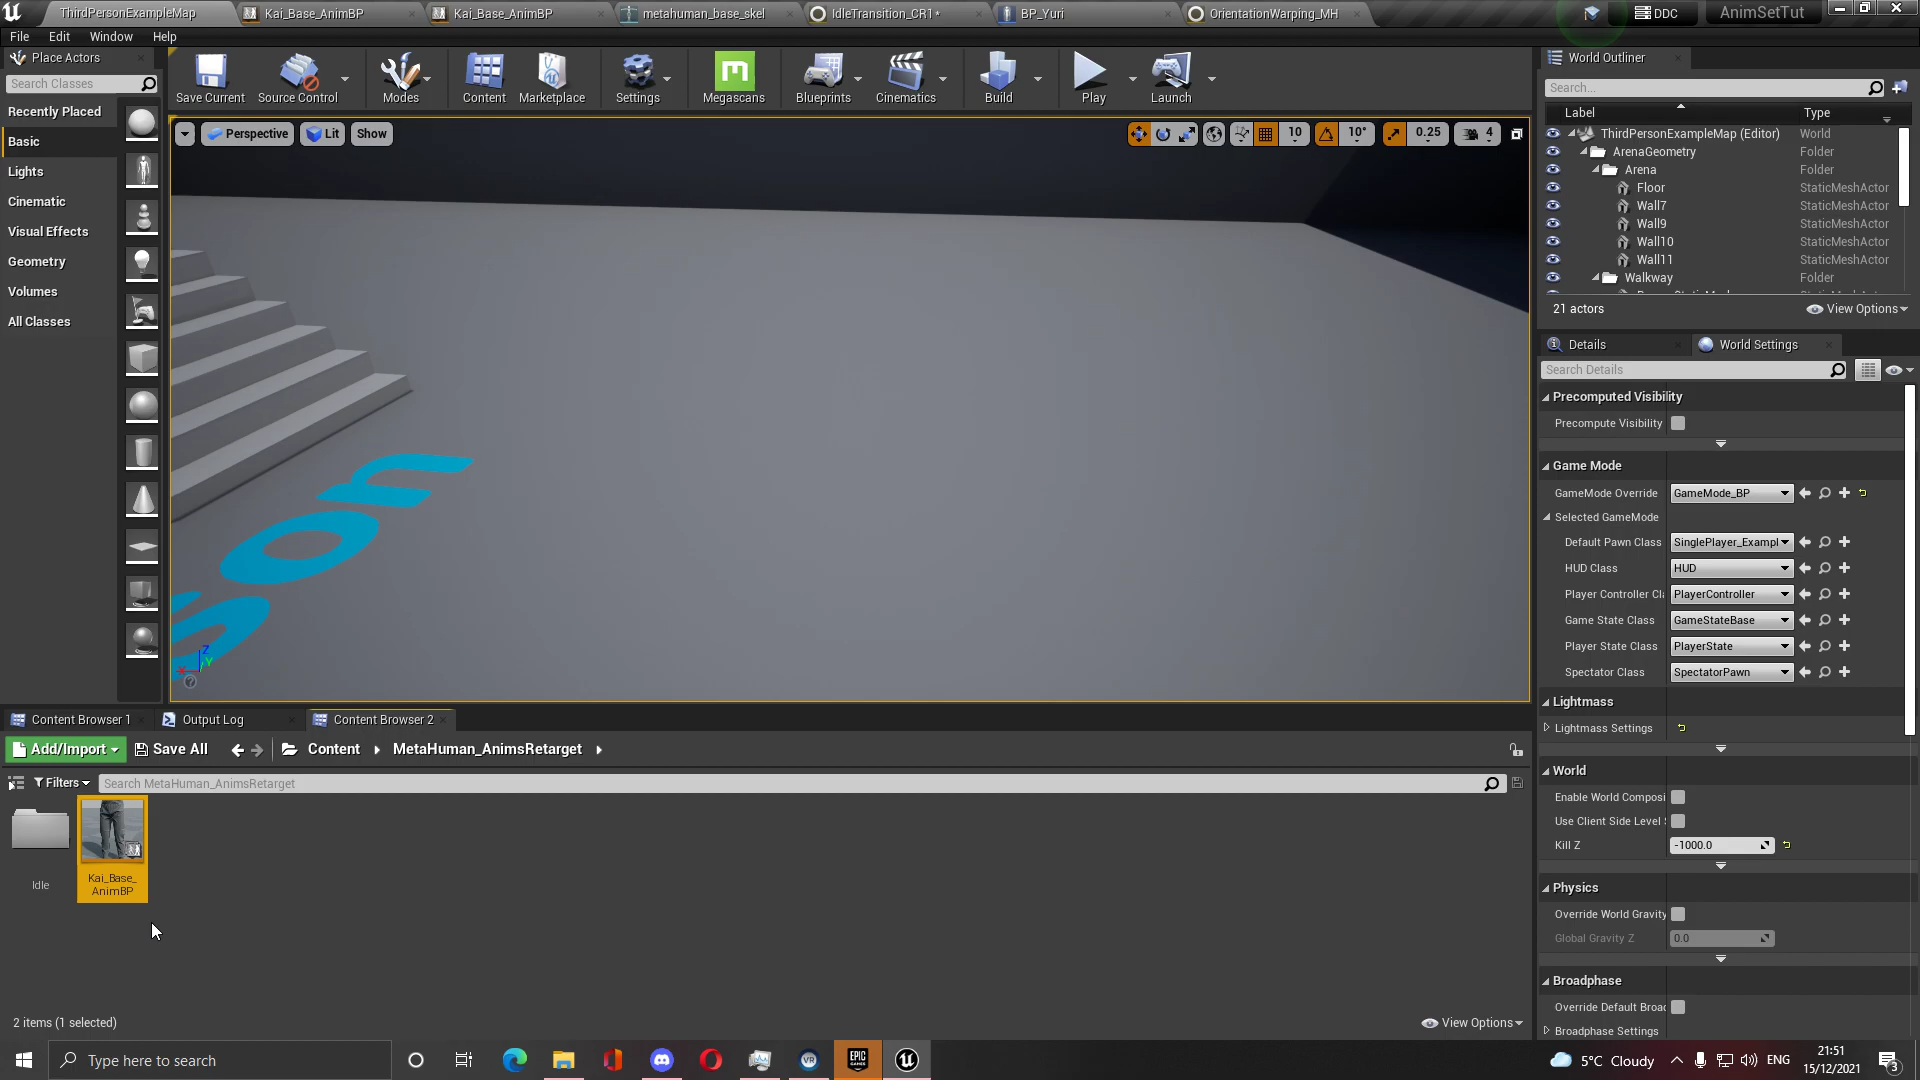 ThirdPersonExampleMap
Kai_Base_AnimBP
Kai_Base_AnimBP
metahuman_base_skel
IdleTransition_CR1*
BP_Yuri
OrientationWarping_MH
DDC
AnimSetTut
File Edit Window Help
Place Actors
Search Classes
Recently Placed
Basic
Lights
Cinematic
Visual Effects
Geometry
Volumes
All Classes
Save Current
Source Control
Modes
Content
Marketplace
Settings
Megascans
Blueprints
Cinematics
Build
Play
Launch
Perspective
Lit
Show
10
10°
0.25
4
son
Z
Y
X
World Outliner
Search...
Label Type
ThirdPersonExampleMap (Editor) World
ArenaGeometry Folder
Arena Folder
Floor StaticMeshActor
Wall7 StaticMeshActor
Wall9 StaticMeshActor
Wall10 StaticMeshActor
Wall11 StaticMeshActor
Walkway Folder
21 actors
View Options
Details
World Settings
Search Details
Precomputed Visibility
Precompute Visibility
Game Mode
GameMode Override GameMode_BP
Selected GameMode
Default Pawn Class SinglePlayer_Exampl
HUD Class HUD
Player Controller Cla PlayerController
Game State Class GameStateBase
Player State Class PlayerState
Spectator Class SpectatorPawn
Lightmass
Lightmass Settings
World
Enable World Composi
Use Client Side Level S
Kill Z -1000.0
Physics
Override World Gravity
Global Gravity Z 0.0
Broadphase
Override Default Broad
Broadphase Settings
Content Browser 1
Output Log
Content Browser 2
Add/Import
Save All
Content
MetaHuman_AnimsRetarget
Filters
Search MetaHuman_AnimsRetarget
Idle
Kai_Base_
AnimBP
2 items (1 selected)
View Options
Type here to search
VR
EPIC
GAMES
5°C Cloudy
ENG
21:51
15/12/2021
3